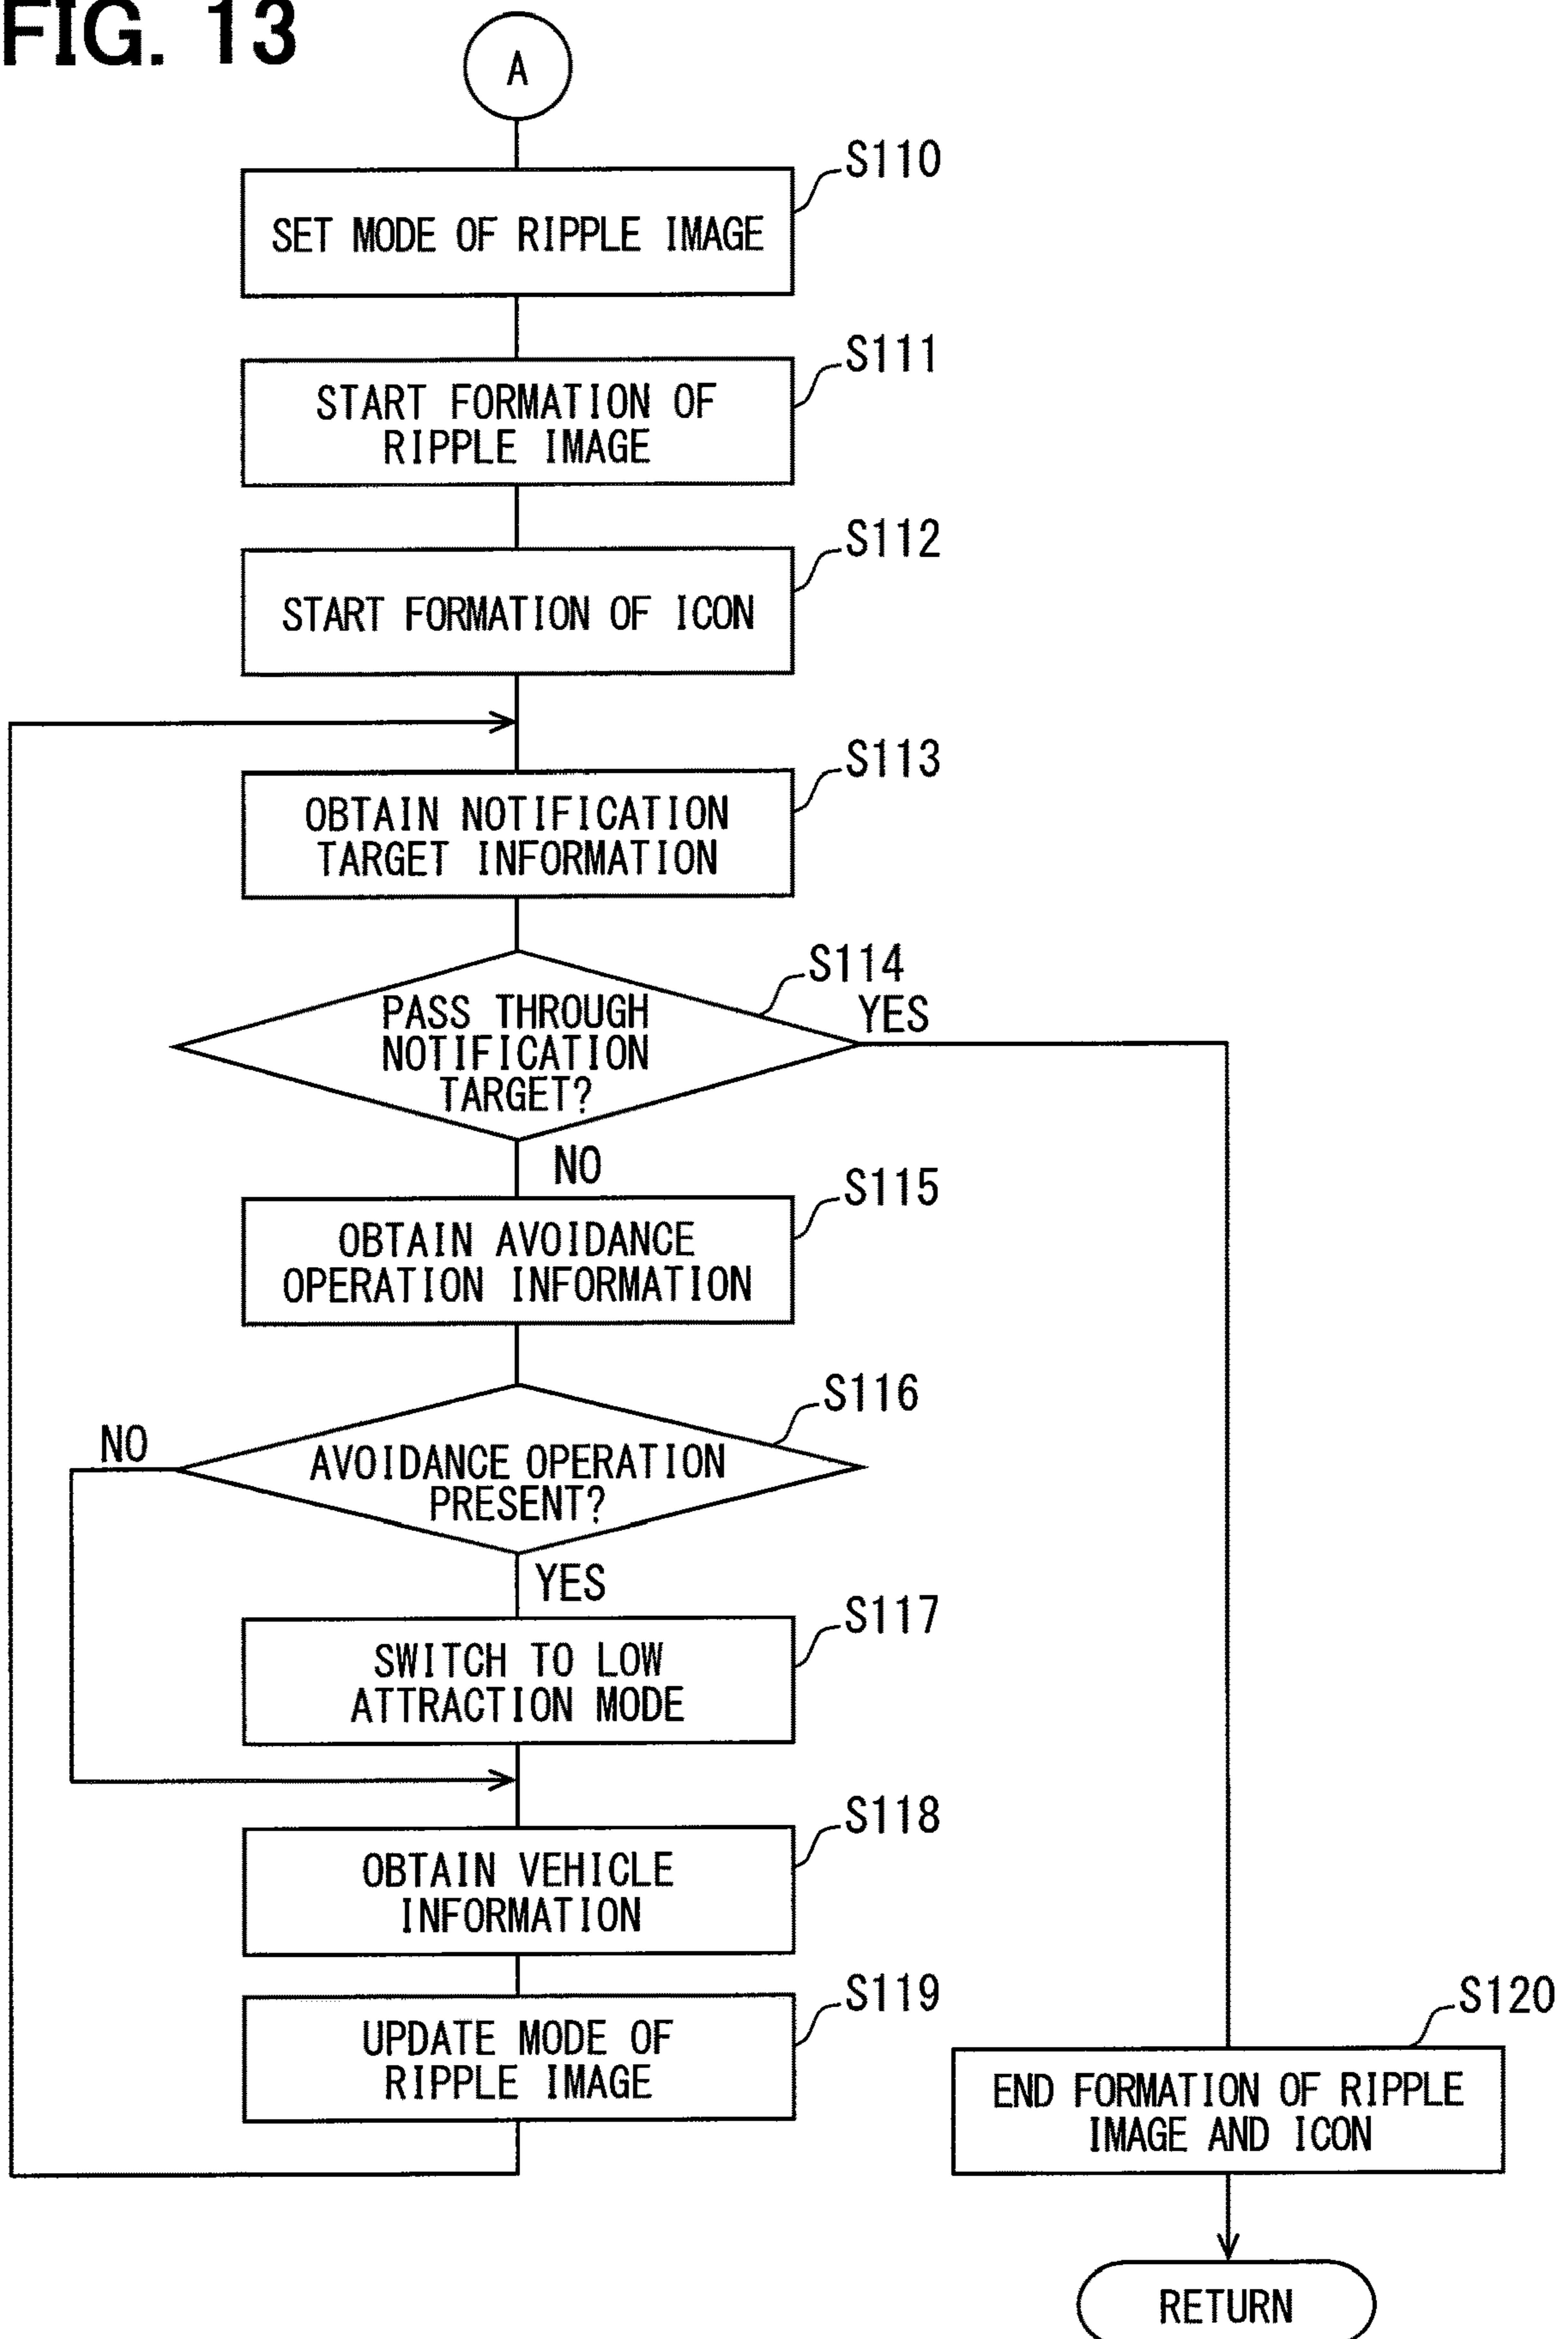 FIG. 13
A
S110
SET MODE OF RIPPLE IMAGE
S111
START FORMATION OF
RIPPLE IMAGE
S112
START FORMATION OF ICON
S113
OBTAIN NOTIFICATION
TARGET INFORMATION
S114
PASS THROUGH
NOTIFICATION
TARGET?
YES
NO
S115
OBTAIN AVOIDANCE
OPERATION INFORMATION
S116
NO
AVOIDANCE OPERATION
PRESENT?
YES
S117
SWITCH TO LOW
ATTRACTION MODE
S118
OBTAIN VEHICLE
INFORMATION
S119
UPDATE MODE OF
RIPPLE IMAGE
S120
END FORMATION OF RIPPLE
IMAGE AND ICON
RETURN